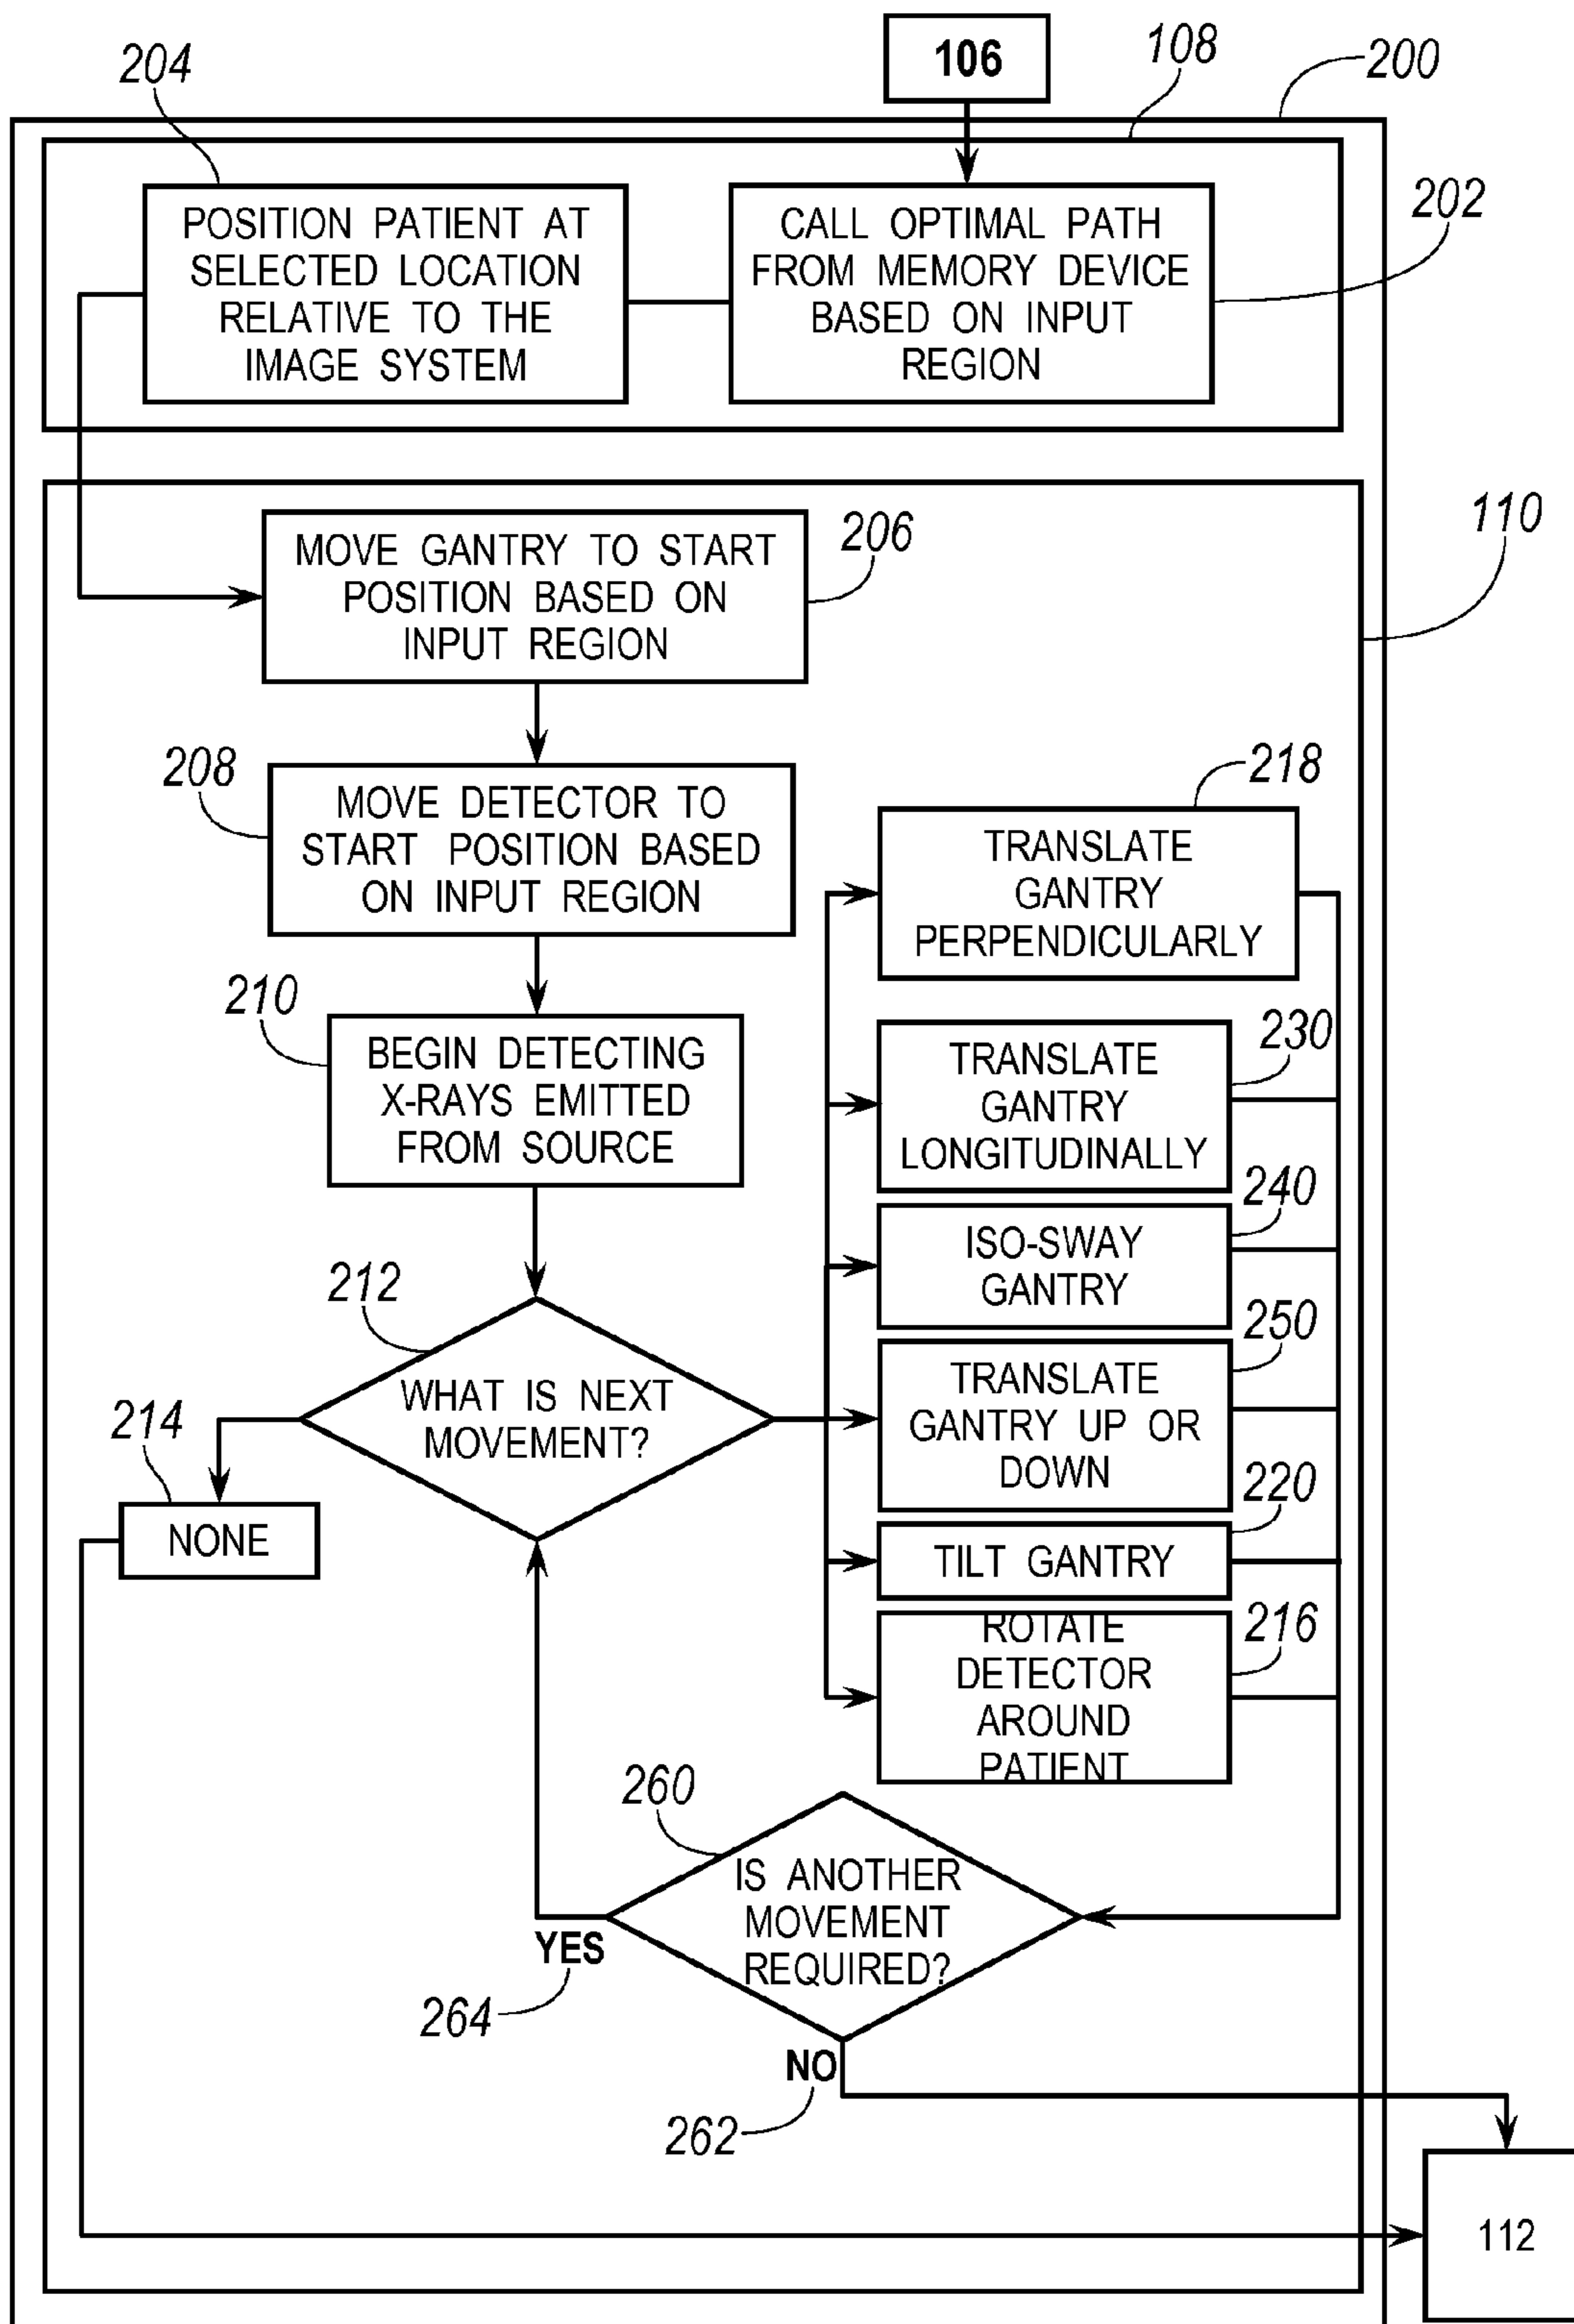 106
108
200
204
202
POSITION PATIENT AT
SELECTED LOCATION
RELATIVE TO THE
IMAGE SYSTEM
CALL OPTIMAL PATH
FROM MEMORY DEVICE
BASED ON INPUT
REGION
110
206
MOVE GANTRY TO START
POSITION BASED ON
INPUT REGION
208
MOVE DETECTOR TO
START POSITION BASED
ON INPUT REGION
210
BEGIN DETECTING
X-RAYS EMITTED
FROM SOURCE
212
WHAT IS NEXT
MOVEMENT?
214
NONE
218
TRANSLATE
GANTRY
PERPENDICULARLY
230
TRANSLATE
GANTRY
LONGITUDINALLY
240
ISO-SWAY
GANTRY
250
TRANSLATE
GANTRY UP OR
DOWN
220
TILT GANTRY
216
ROTATE
DETECTOR
AROUND
PATIENT
260
IS ANOTHER
MOVEMENT
REQUIRED?
YES
264
NO
262
112